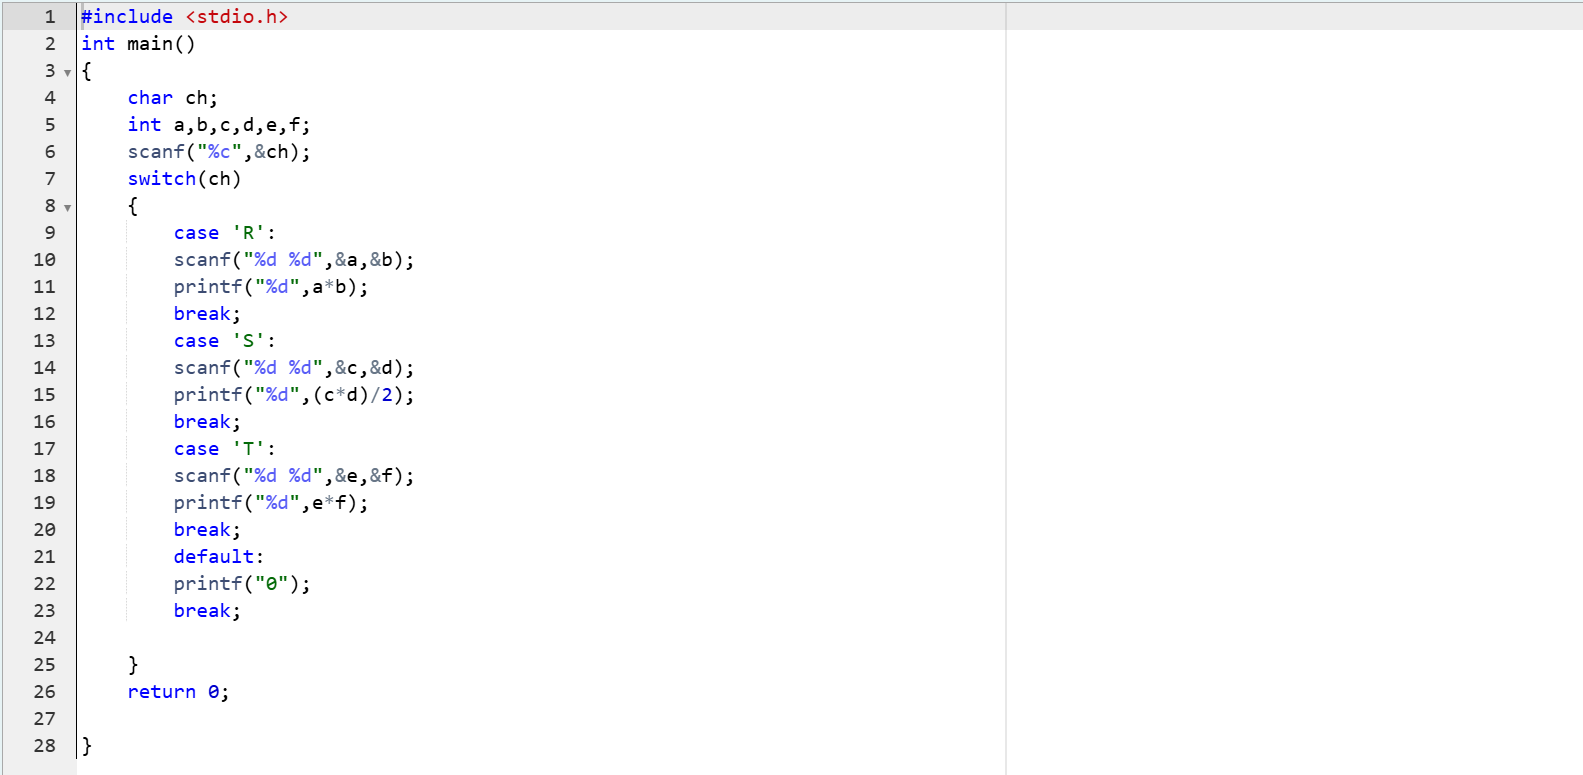 1 #include <stdio.h>
2 int main()
3 {
4     char ch;
5     int a,b,c,d,e,f;
6     scanf("%c",&ch);
7     switch(ch)
8     {
9         case 'R':
10         scanf("%d %d",&a,&b);
11         printf("%d",a*b);
12         break;
13         case 'S':
14         scanf("%d %d",&c,&d);
15         printf("%d",(c*d)/2);
16         break;
17         case 'T':
18         scanf("%d %d",&e,&f);
19         printf("%d",e*f);
20         break;
21         default:
22         printf("0");
23         break;
24
25     }
26     return 0;
27
28 }